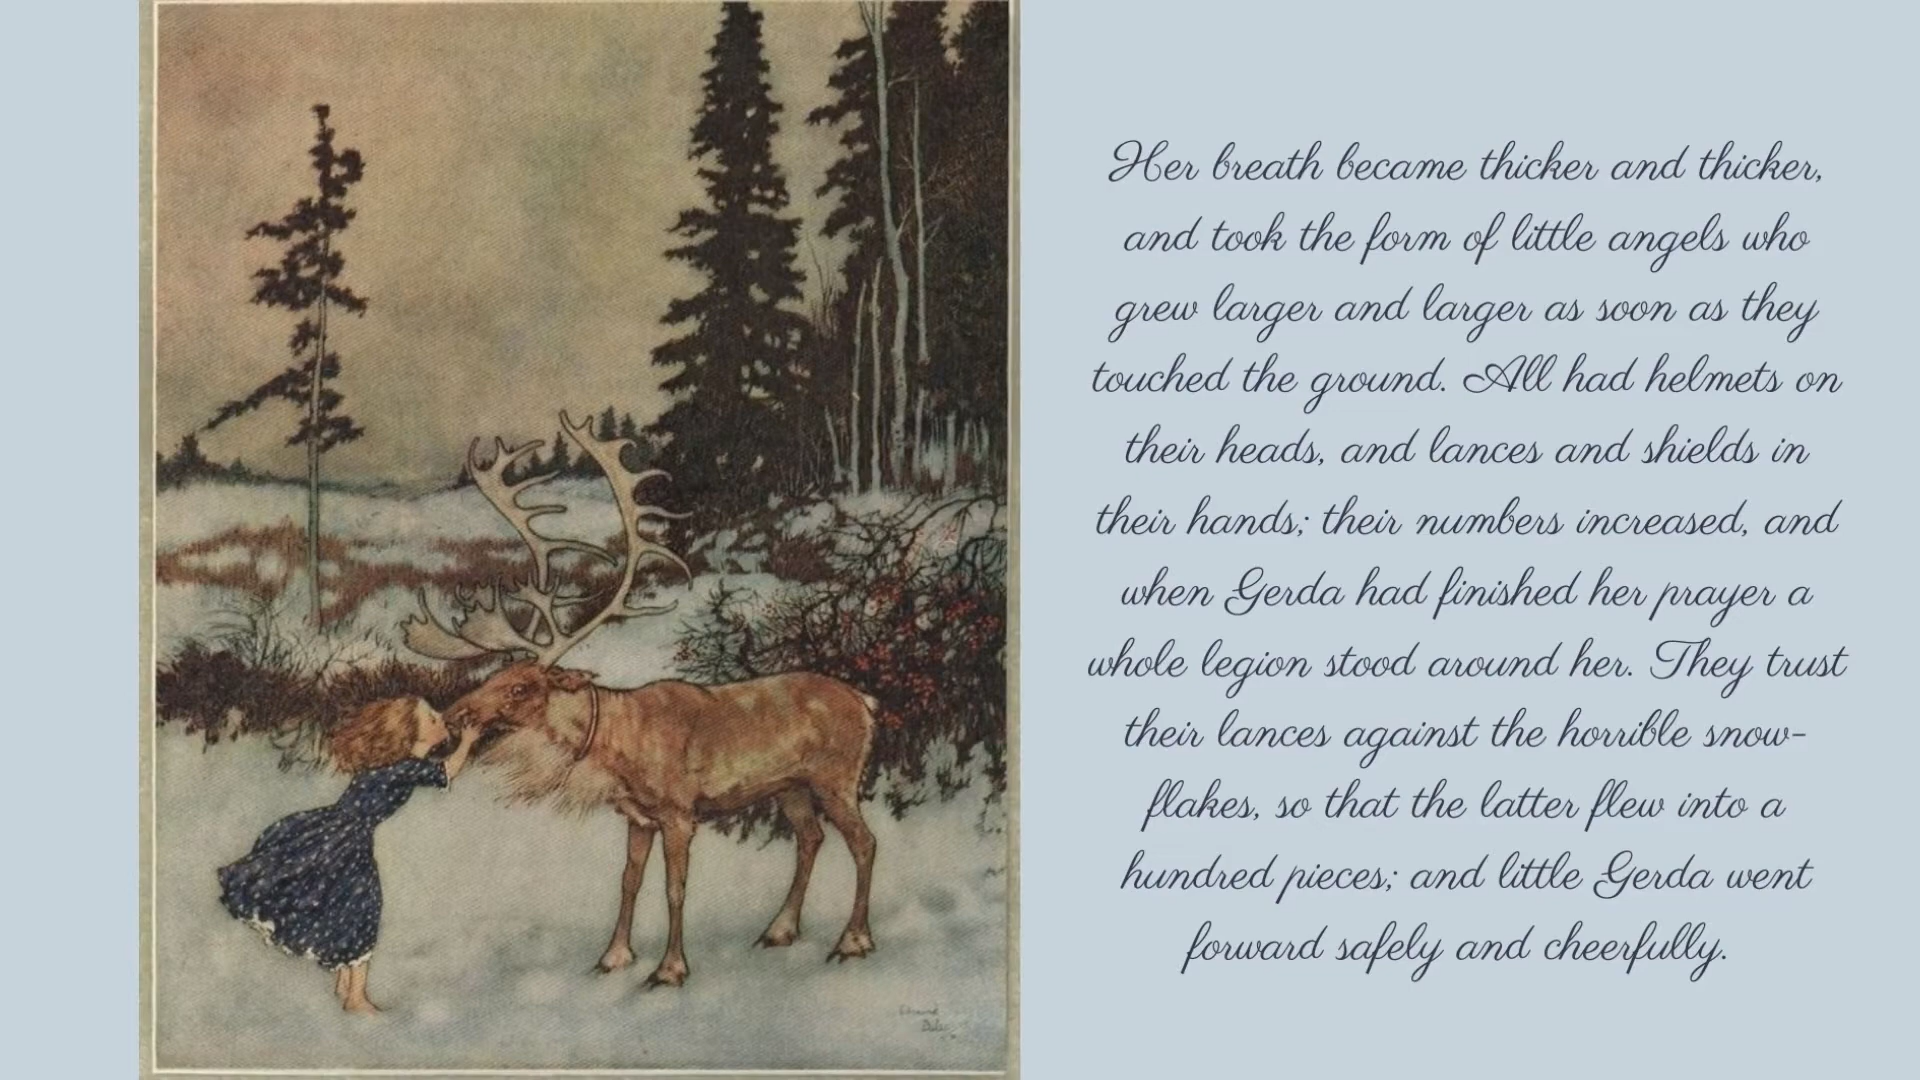 Her breath became thicker and thicker,
and took the form of little angels who
grew larger and larger as soon as they
touched the ground. All had helmets on
their heads, and lances and shields in
their hands; their numbers increased, and
when Gerda had finished her prayer a
whole legion stood around her. They trust
their lances against the horrible snow-
flakes, so that the latter flew into a
hundred pieces; and little Gerda went
forward safely and cheerfully.